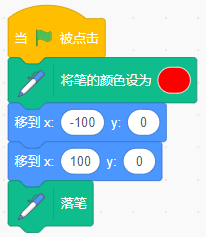 当 被点击
将笔的颜色设为
移到 x: -100 y: 0
移到 x: 100 y: 0
落笔